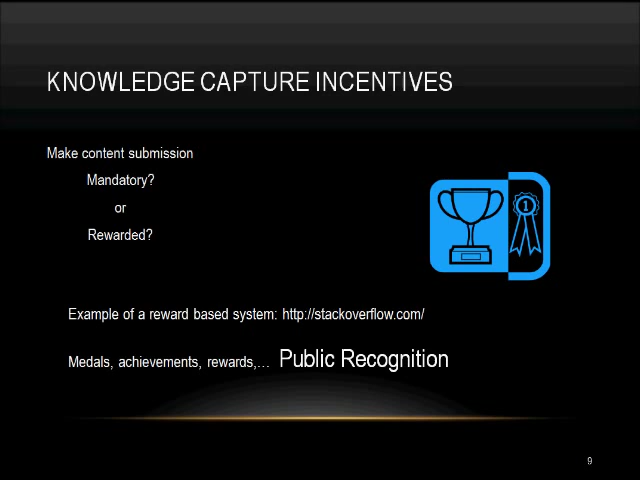 KNOWLEDGE CAPTURE INCENTIVES
Make content submission
Mandatory?
or
Rewarded?
1
Example of a reward based system: http://stackoverflow.com/
Medals, achievements, rewards,… Public Recognition
9